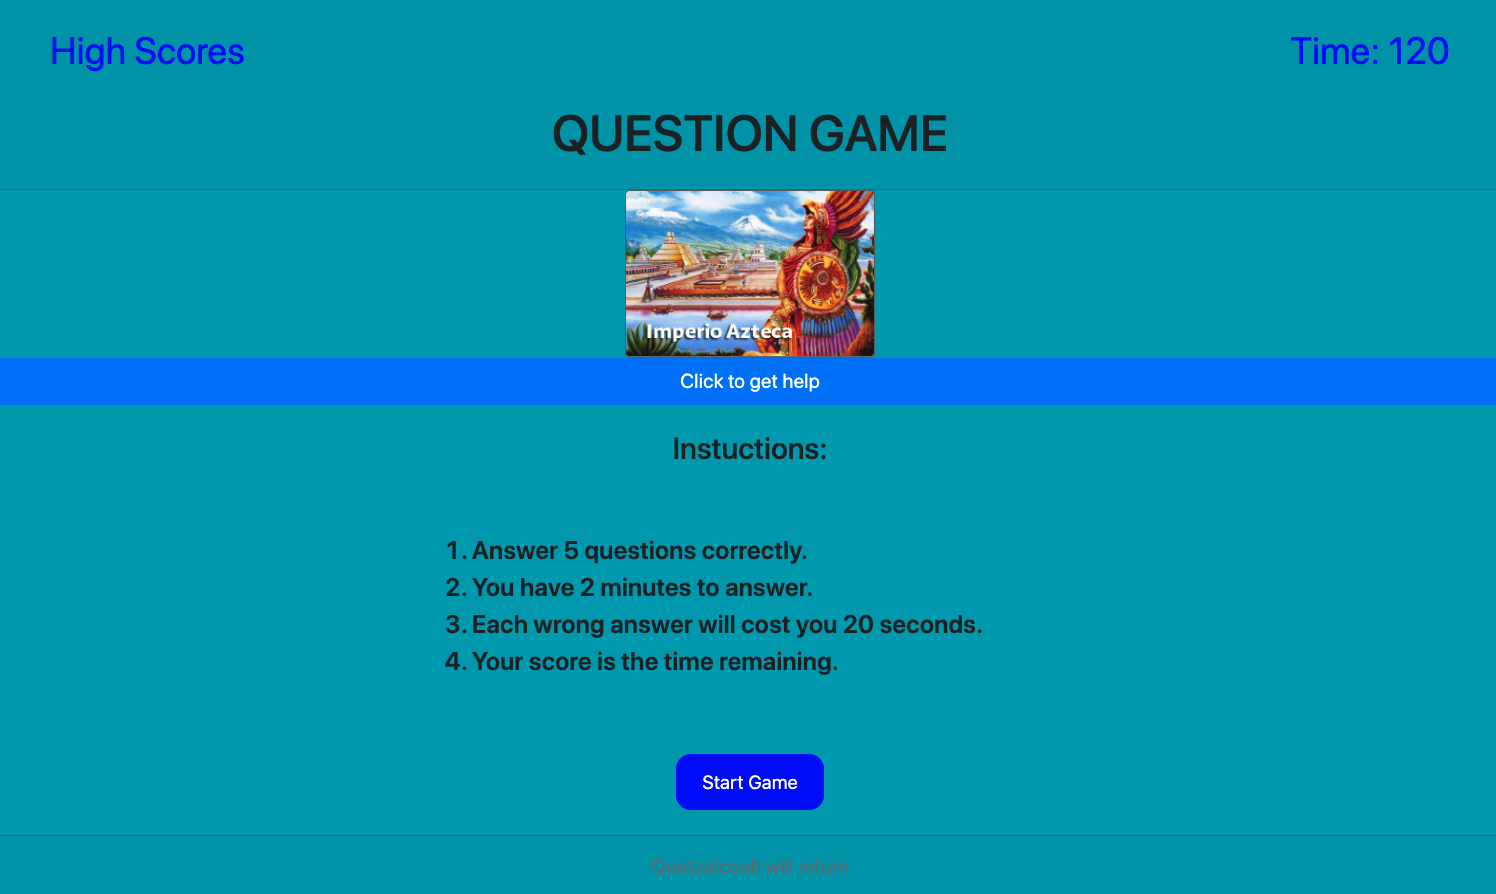 High Scores
Time: 120
QUESTION GAME
Imperio Azteca
Click to get help
Instuctions:
1. Answer 5 questions correctly.
2. You have 2 minutes to answer.
3. Each wrong answer will cost you 20 seconds.
4. Your score is the time remaining.
Start Game
will return